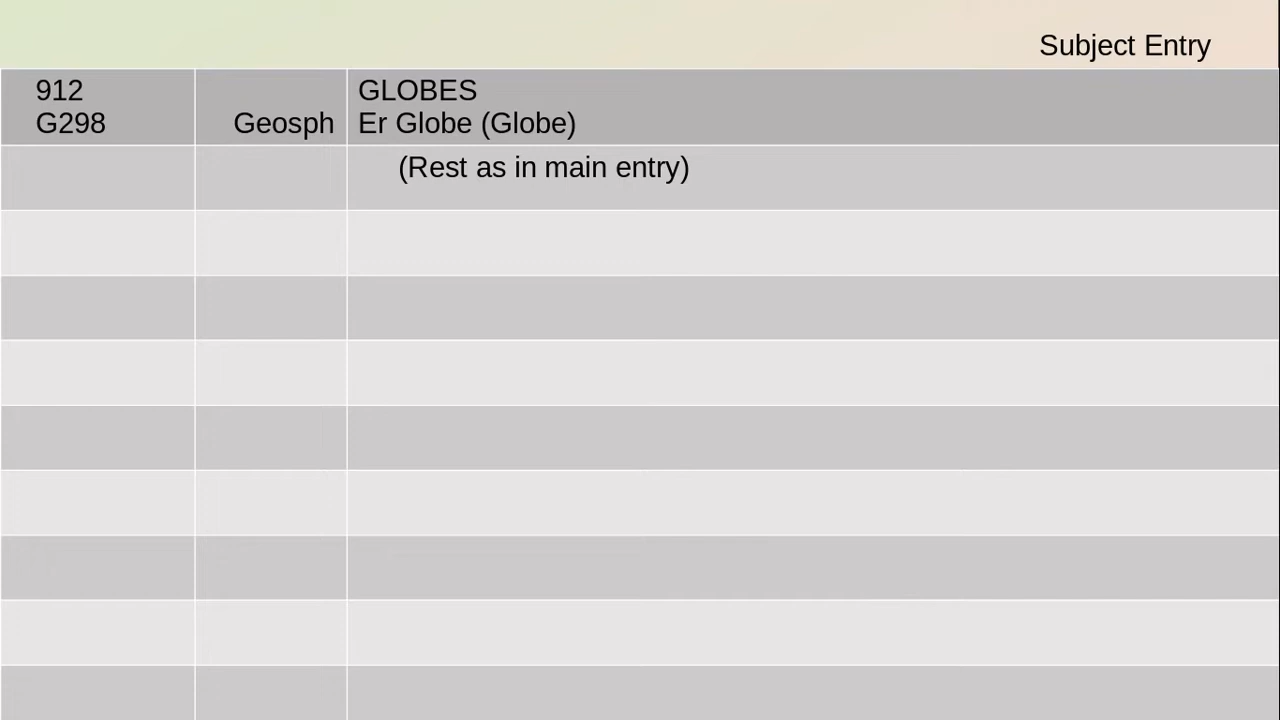 Subject Entry
912 GLOBES
G298 Geosph Er Globe (Globe)
(Rest as in main entry)